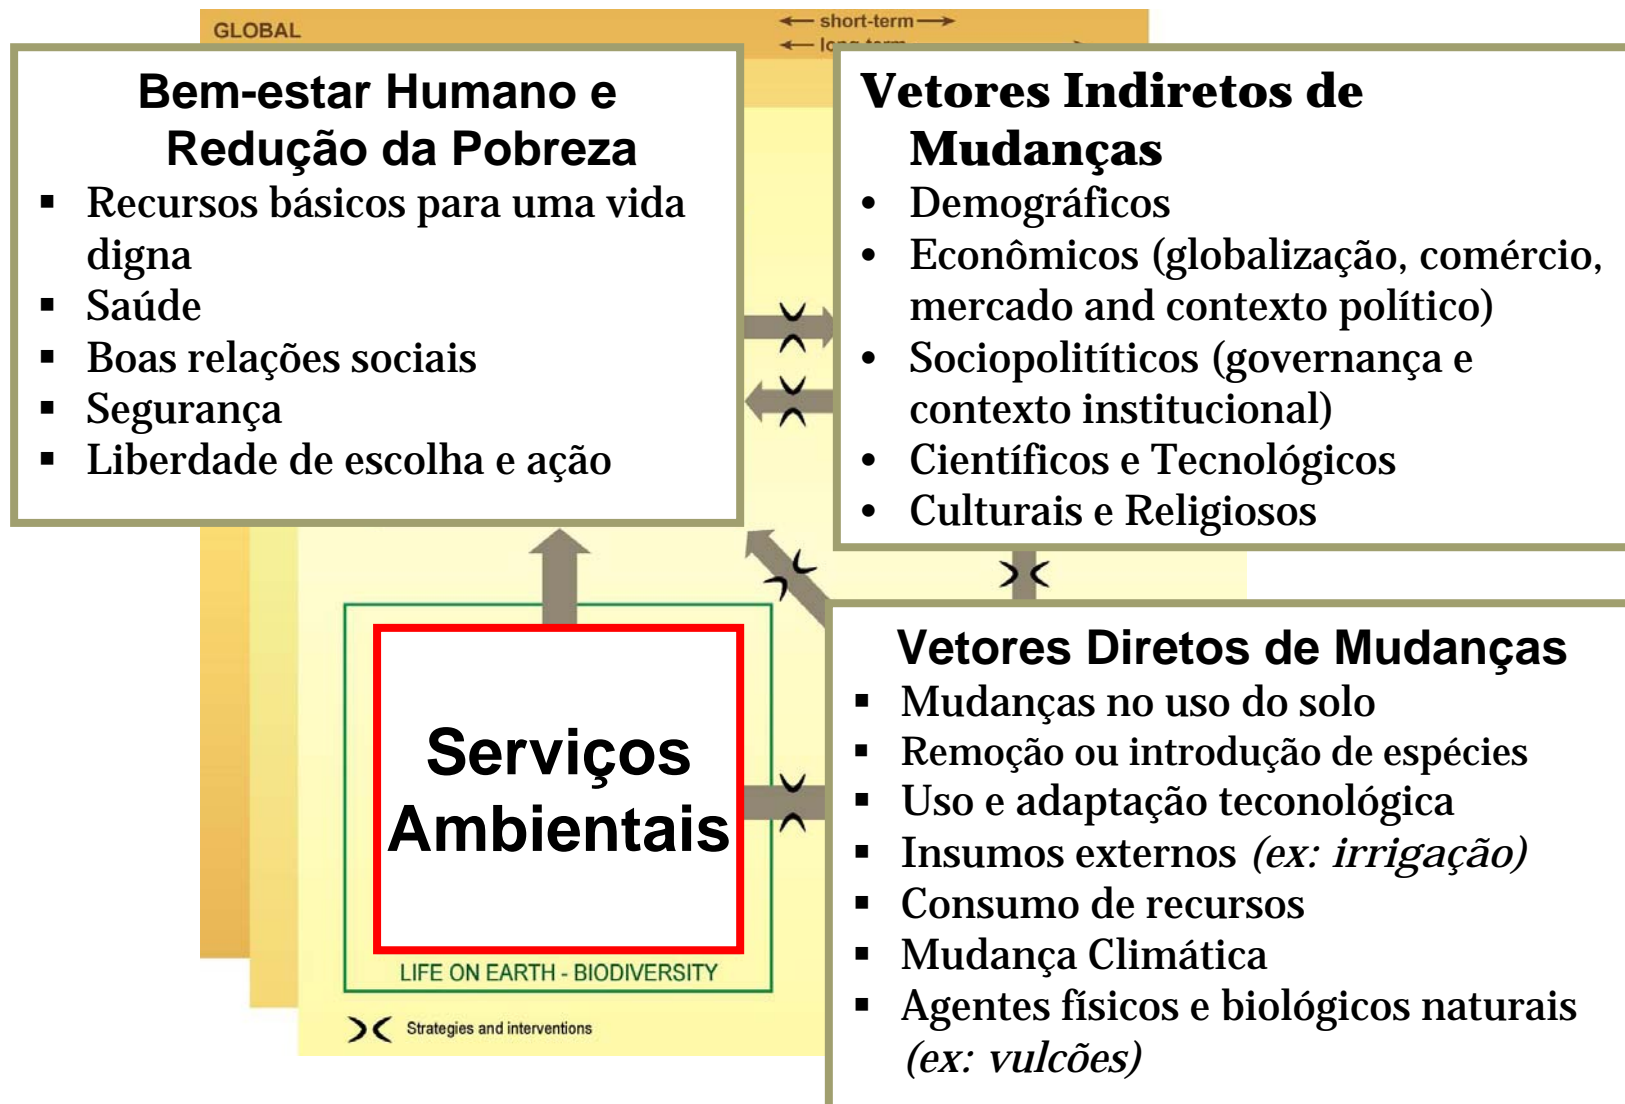 GLOBAL
short-term
Bem-estar Humano e
Redução da Pobreza
▪ Recursos básicos para uma vida
digna
▪ Saúde
▪ Boas relações sociais
▪ Segurança
▪ Liberdade de escolha e ação
Vetores Indiretos de
Mudanças
• Demográficos
• Econômicos (globalização, comércio,
mercado and contexto político)
• Sociopolitíticos (governança e
contexto institucional)
• Científicos e Tecnológicos
• Culturais e Religiosos
Serviços
Ambientais
LIFE ON EARTH - BIODIVERSITY
Strategies and interventions
Vetores Diretos de Mudanças
▪ Mudanças no uso do solo
▪ Remoção ou introdução de espécies
▪ Uso e adaptação teconológica
▪ Insumos externos (ex: irrigação)
▪ Consumo de recursos
▪ Mudança Climática
▪ Agentes físicos e biológicos naturais
(ex: vulcões)